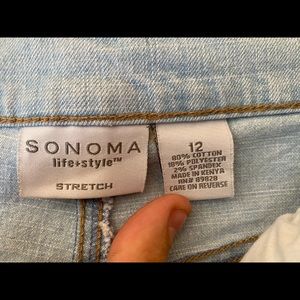 SONOMA
life+style™
STRETCH
12
80% COTTON
18% POLYESTER
2% SPANDEX
MADE IN KENYA
RN# 89828
CARE ON REVERSE